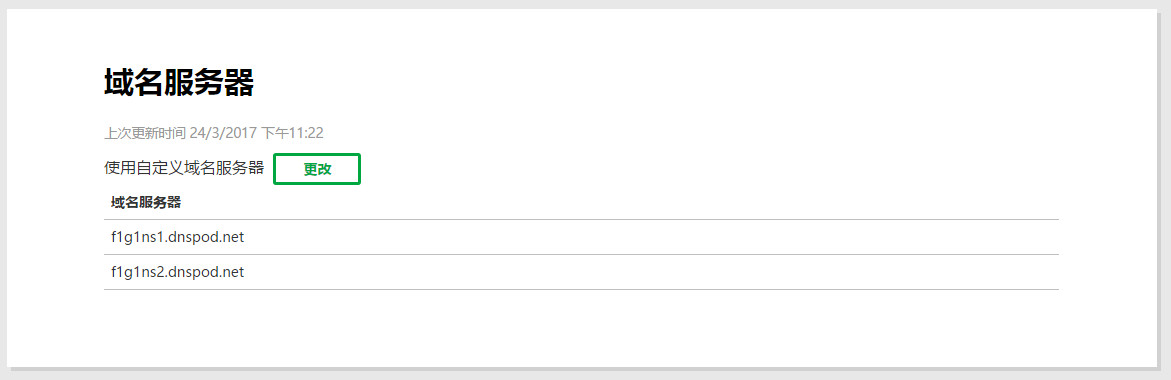 域名服务器
上次更新时间 24/3/2017 下午11:22
使用自定义域名服务器 更改
域名服务器
f1g1ns1.dnspod.net
f1g1ns2.dnspod.net